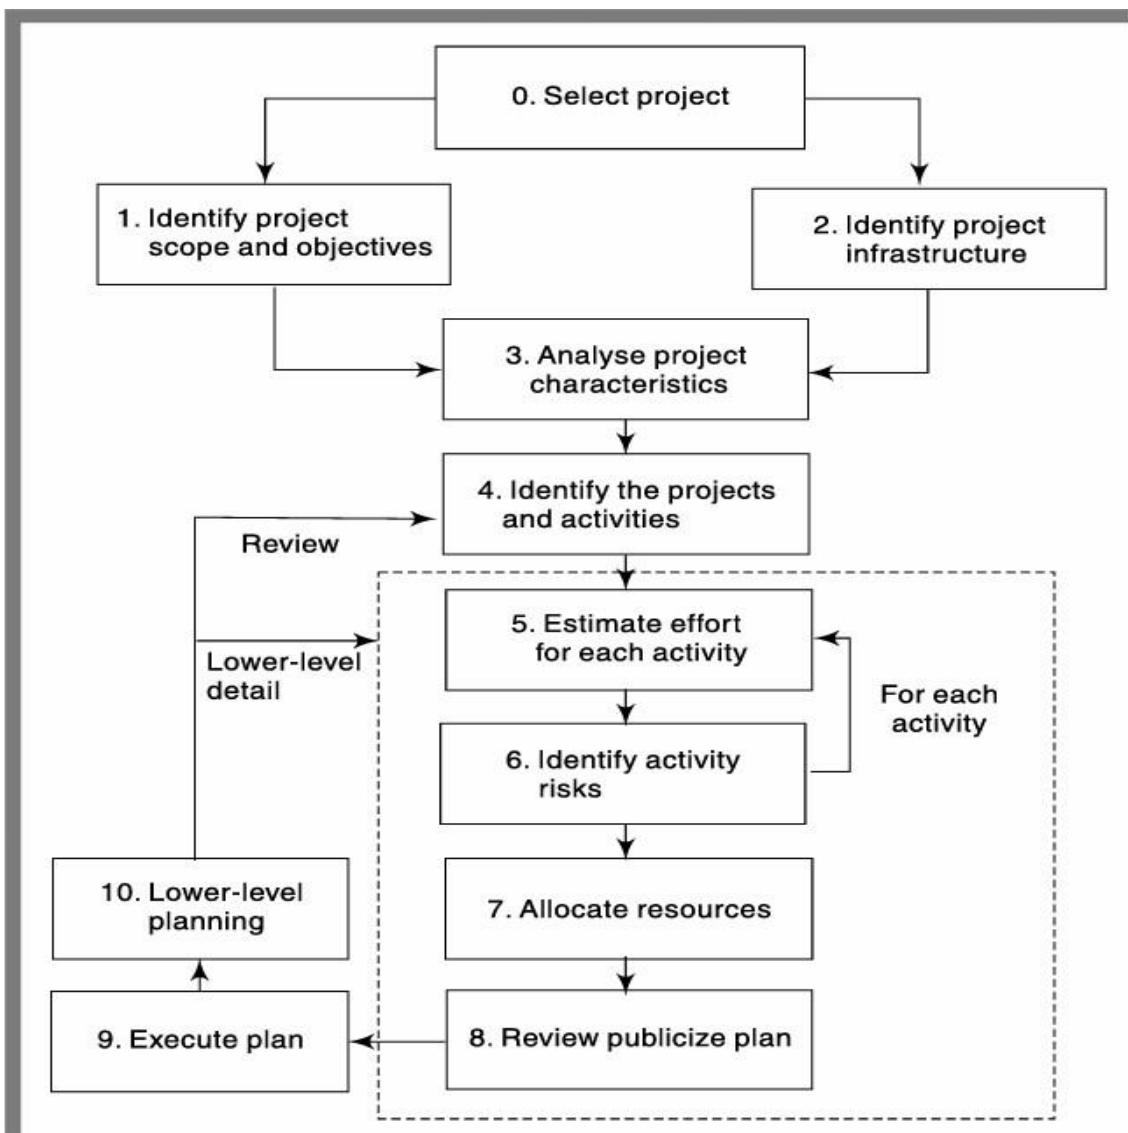 0. Select project
1. Identify project
scope and objectives
2. Identify project
infrastructure
3. Analyse project
characteristics
4. Identify the projects
and activities
Review
5. Estimate effort
for each activity
Lower-level
detail
For each
activity
6. Identify activity
risks
10. Lower-level
planning
7. Allocate resources
9. Execute plan
8. Review publicize plan